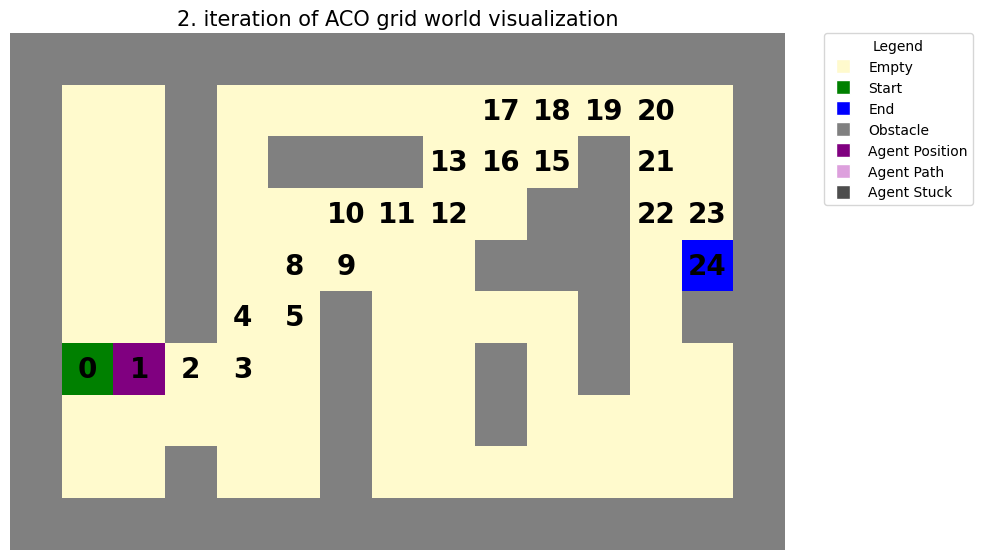 2. iteration of ACO grid world visualization
17 18 19 20
13 16 15 21
10 11 12 22 23
8 9 24
4 5
0 1 2 3
Legend
Empty
Start
End
Obstacle
Agent Position
Agent Path
Agent Stuck